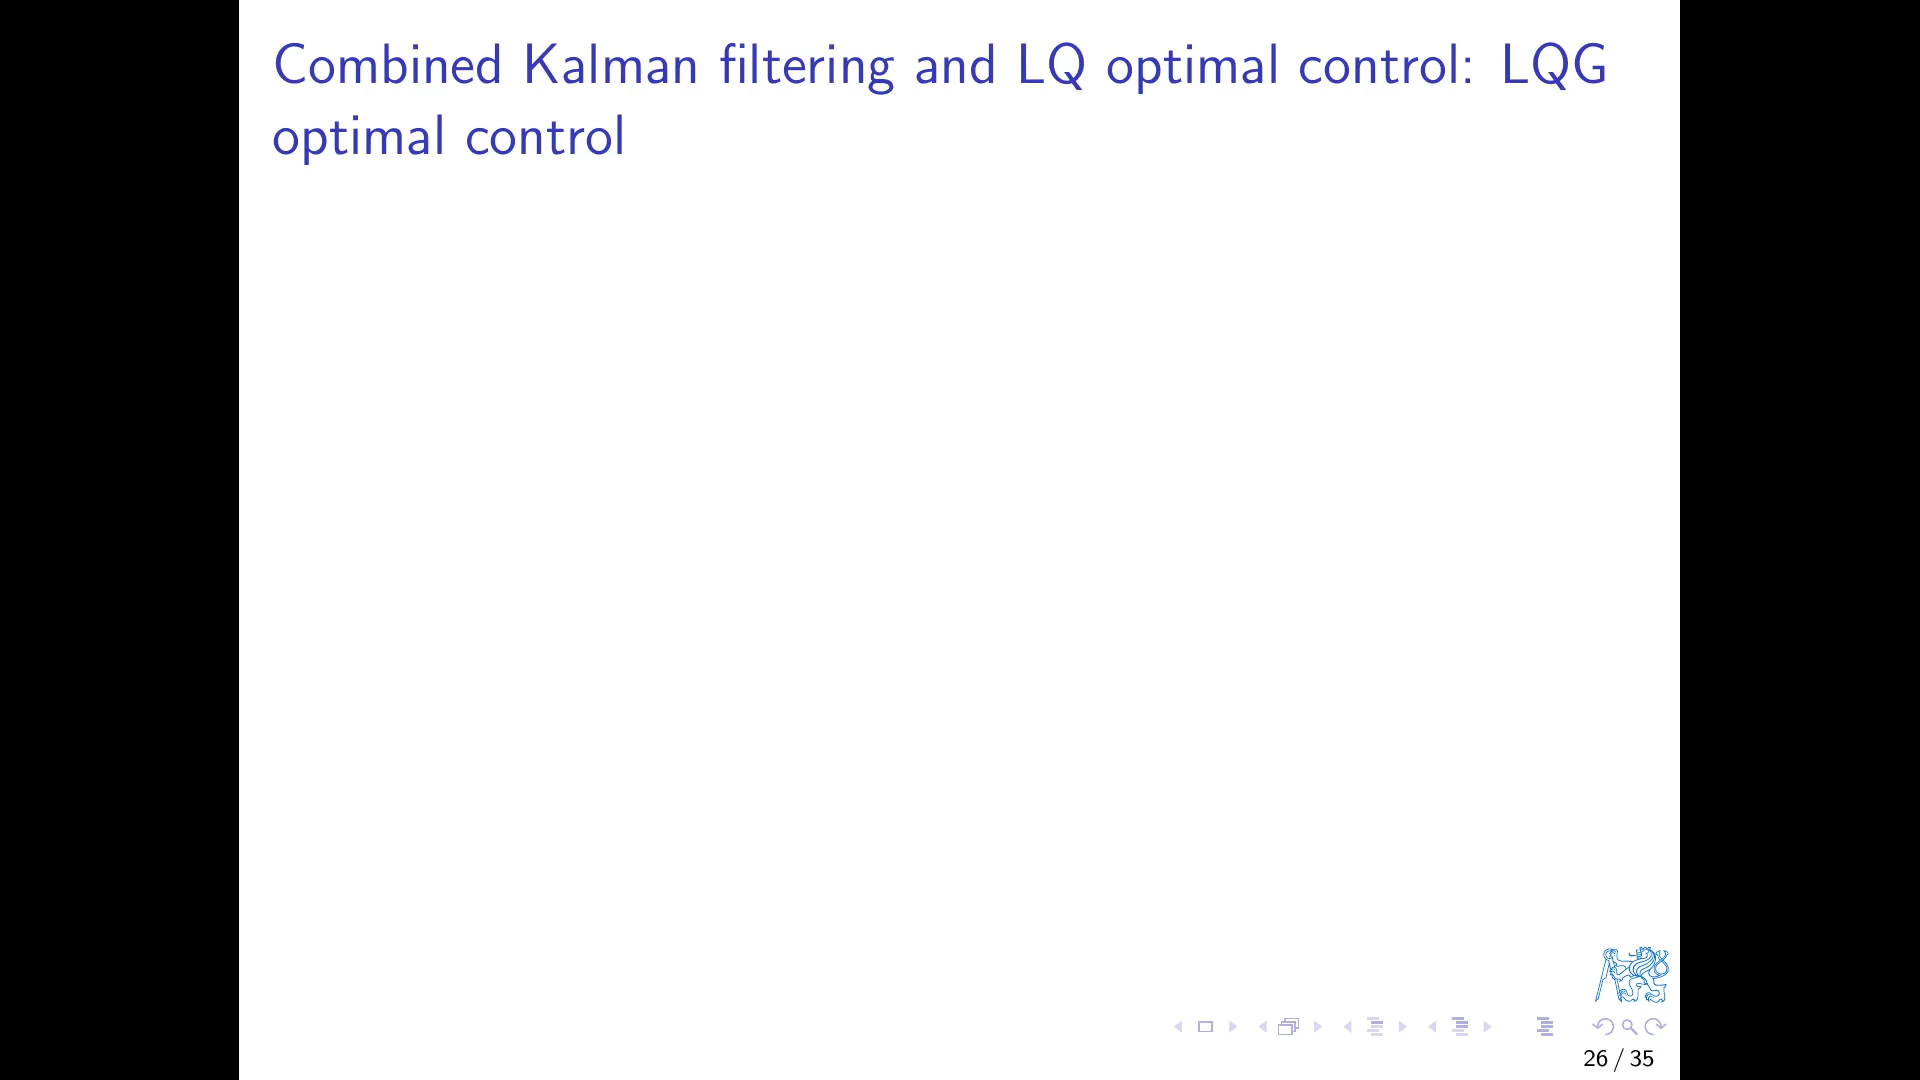 Combined Kalman filtering and LQ optimal control: LQG
optimal control
26 / 35